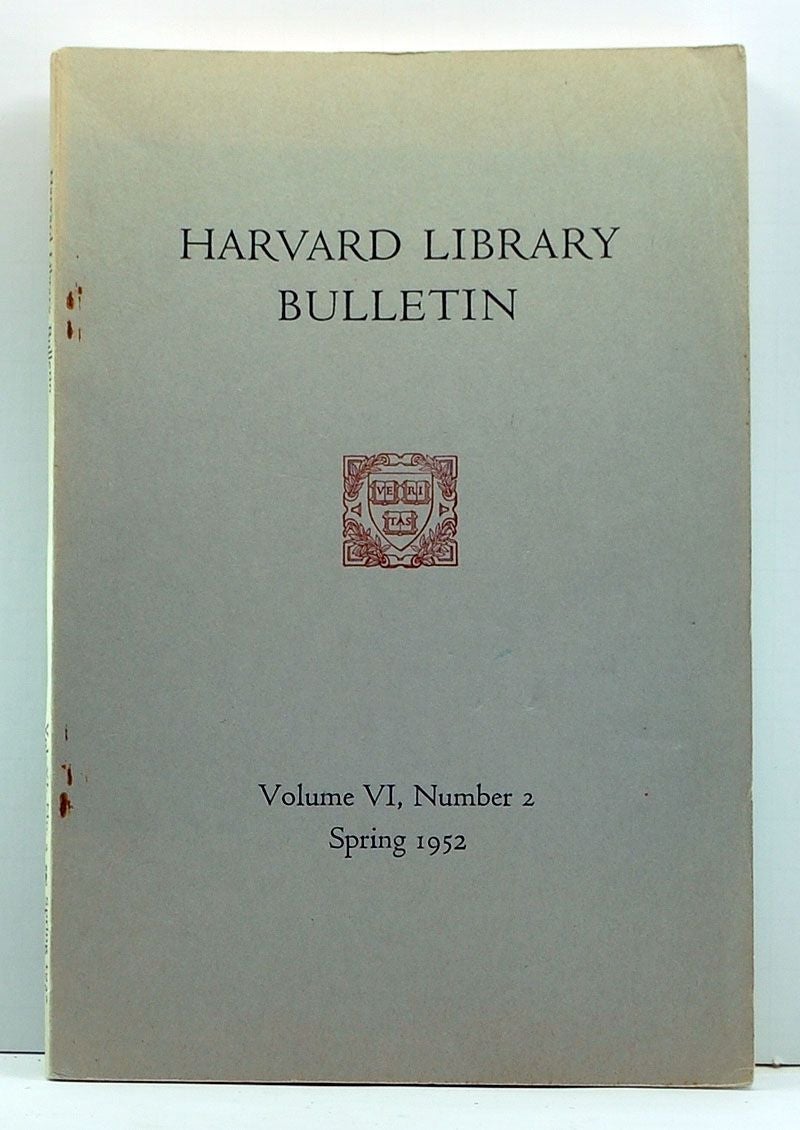 HARVARD LIBRARY
BULLETIN
VE RI
TAS
Volume VI, Number 2
Spring 1952